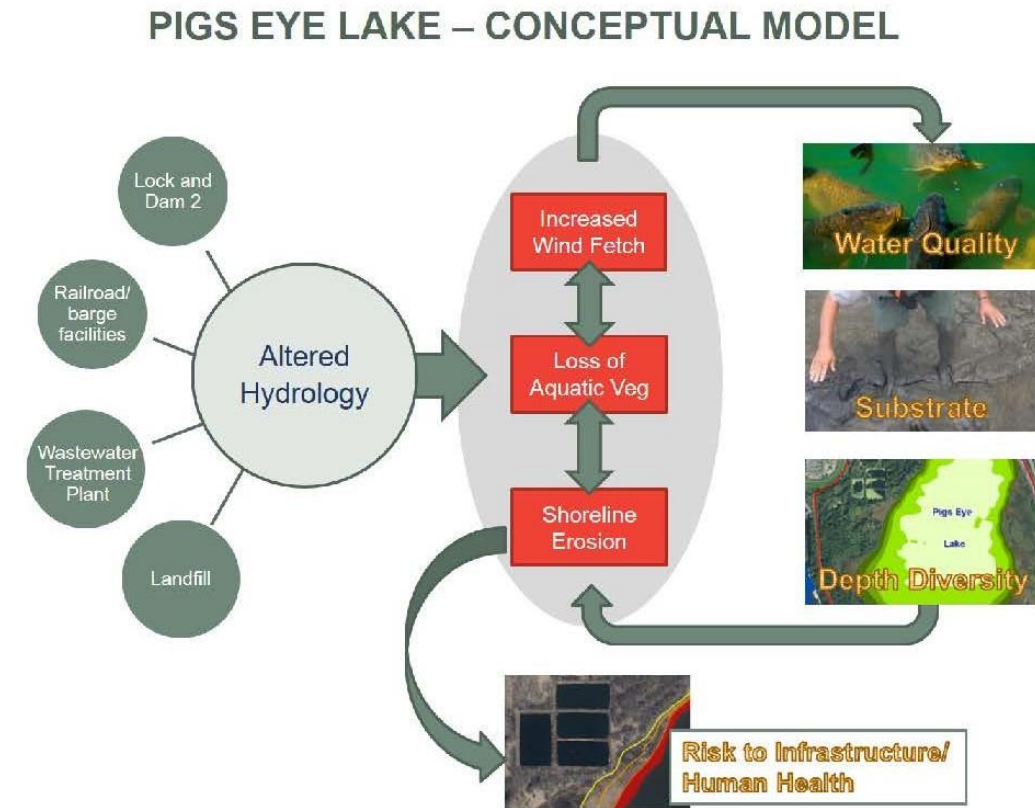 PIGS EYE LAKE – CONCEPTUAL MODEL
Lock and
Dam 2
Railroad/
barge
facilities
Wastewater
Treatment
Plant
Landfill
Altered
Hydrology
Increased
Wind Fetch
Loss of
Aquatic Veg
Shoreline
Erosion
Water Quality
Substrate
Pigs Eye
Lake
Depth Diversity
Risk to Infrastructure/
Human Health